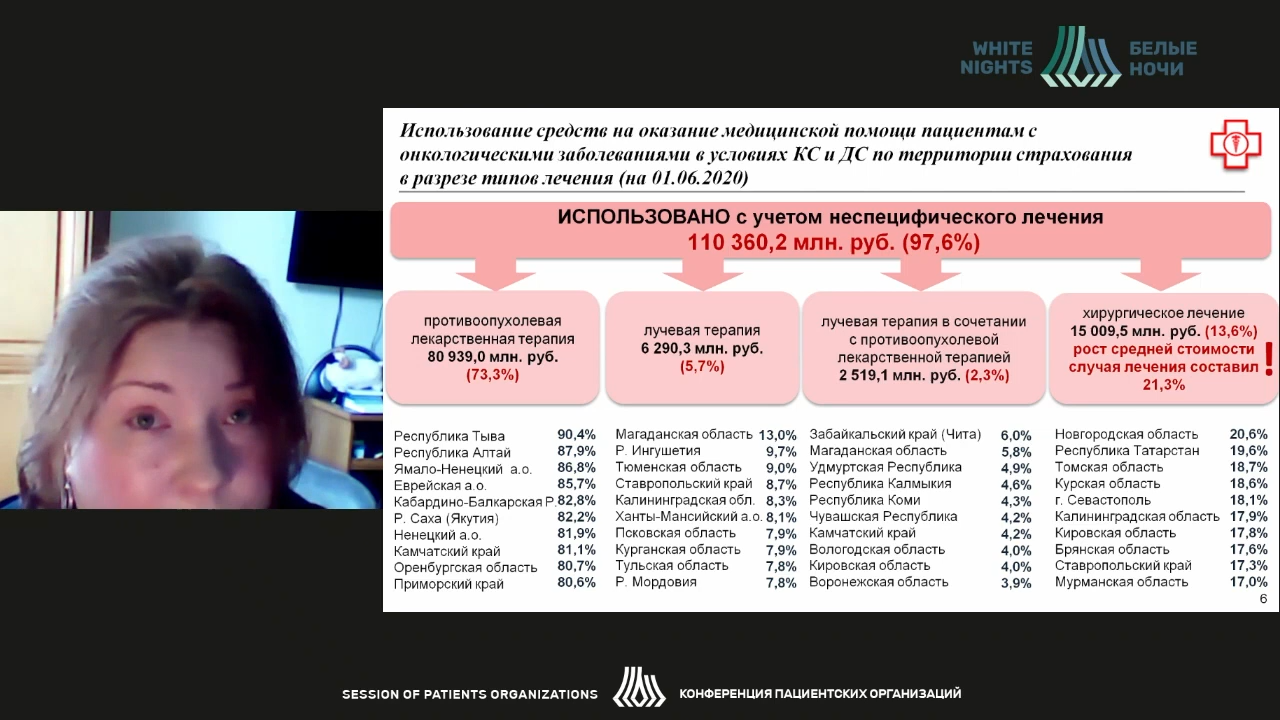 WHITE
NIGHTS
БЕЛЫЕ
НОЧИ
Использование средств на оказание медицинской помощи пациентам с
онкологическими заболеваниями в условиях КС и ДС по территории страхования
в разрезе типов лечения (на 01.06.2020)
ИСПОЛЬЗОВАНО с учетом неспецифического лечения
110 360,2 млн. руб. (97,6%)
противоопухолевая
лекарственная терапия
80 939,0 млн. руб.
(73,3%)
лучевая терапия
6 290,3 млн. руб.
(5,7%)
лучевая терапия в сочетании
с противоопухолевой
лекарственной терапией
2 519,1 млн. руб. (2,3%)
хирургическое лечение
15 009,5 млн. руб. (13,6%)
рост средней стоимости
случая лечения составил
21,3%
!
Республика Тыва 90,4%
Республика Алтай 87,9%
Ямало-Ненецкий а.о. 86,8%
Еврейская а.о. 85,7%
Кабардино-Балкарская Р. 82,8%
Р. Саха (Якутия) 82,2%
Ненецкий а.о. 81,9%
Камчатский край 81,1%
Оренбургская область 80,7%
Приморский край 80,6%
Магаданская область 13,0%
Р. Ингушетия 9,7%
Тюменская область 9,0%
Ставропольский край 8,7%
Калининградская обл. 8,3%
Ханты-Мансийский а.о. 8,1%
Псковская область 7,9%
Курганская область 7,9%
Тульская область 7,8%
Р. Мордовия 7,8%
Забайкальский край (Чита) 6,0%
Магаданская область 5,8%
Удмуртская Республика 4,9%
Республика Калмыкия 4,6%
Республика Коми 4,3%
Чувашская Республика 4,2%
Камчатский край 4,2%
Вологодская область 4,0%
Кировская область 4,0%
Воронежская область 3,9%
Новгородская область 20,6%
Республика Татарстан 19,6%
Томская область 18,7%
Курская область 18,6%
г. Севастополь 18,1%
Калининградская область 17,9%
Кировская область 17,8%
Брянская область 17,6%
Ставропольский край 17,3%
Мурманская область 17,0%
6
SESSION OF PATIENTS ORGANIZATIONS
КОНФЕРЕНЦИЯ ПАЦИЕНТСКИХ ОРГАНИЗАЦИЙ